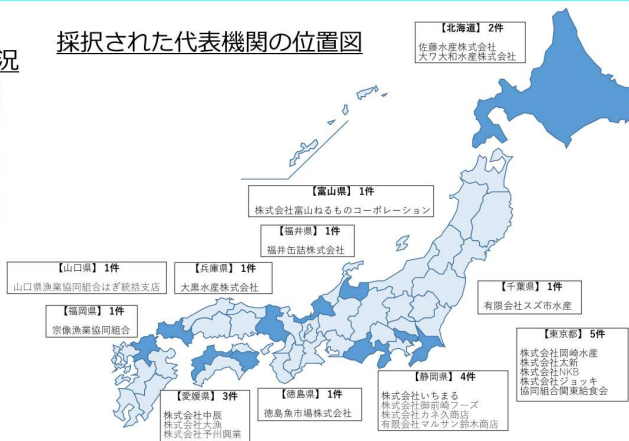 況
採択された代表機関の位置図
【北海道】 2件
佐藤水産株式会社
大ワ大和水産株式会社
【富山県】 1件
株式会社富山ねるものコーポレーション
【福井県】 1件
福井缶詰株式会社
【山口県】 1件
山口県漁業協同組合はぎ統括支店
【兵庫県】 1件
大黒水産株式会社
【千葉県】 1件
有限会社スズ市水産
【福岡県】 1件
宗像漁業協同組合
【東京都】 5件
株式会社岡崎水産
株式会社太新
株式会社NKB
株式会社ジョッキ
協同組合関東給食会
【静岡県】 4件
株式会社いちまる
株式会社御前崎フーズ
株式会社カネ久商店
有限会社マルサン鈴木商店
【愛媛県】 3件
株式会社中辰
株式会社大漁
株式会社予州興業
【徳島県】 1件
徳島魚市場株式会社